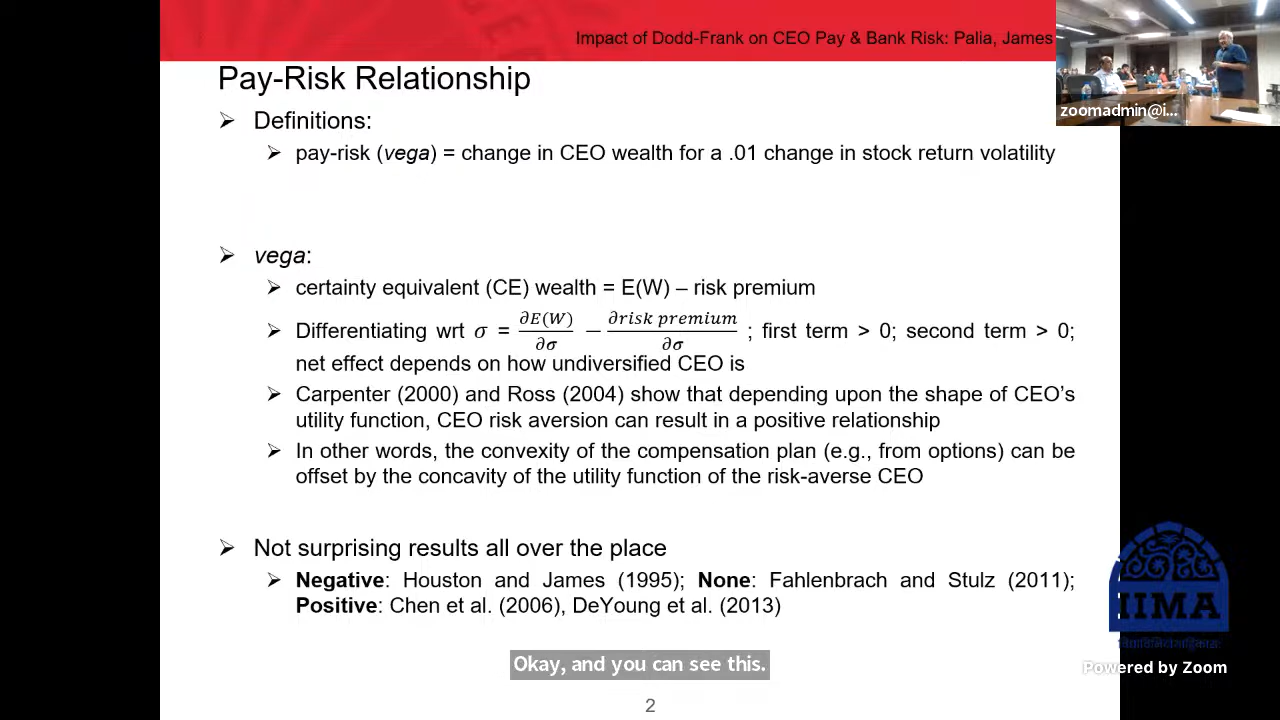 Impact of Dodd-Frank on CEO Pay & Bank Risk: Palia, James
zoomadmin@i...
Pay-Risk Relationship
➤ Definitions:
➤ pay-risk (vega) = change in CEO wealth for a .01 change in stock return volatility
➤ vega:
➤ certainty equivalent (CE) wealth = E(W) – risk premium
➤ Differentiating wrt σ = ∂E(W)/∂σ − ∂risk premium/∂σ ; first term > 0; second term > 0;
net effect depends on how undiversified CEO is
➤ Carpenter (2000) and Ross (2004) show that depending upon the shape of CEO's
utility function, CEO risk aversion can result in a positive relationship
➤ In other words, the convexity of the compensation plan (e.g., from options) can be
offset by the concavity of the utility function of the risk-averse CEO
➤ Not surprising results all over the place
➤ Negative: Houston and James (1995); None: Fahlenbrach and Stulz (2011);
Positive: Chen et al. (2006), DeYoung et al. (2013)
IIMA
Powered by Zoom
Okay, and you can see this.
2